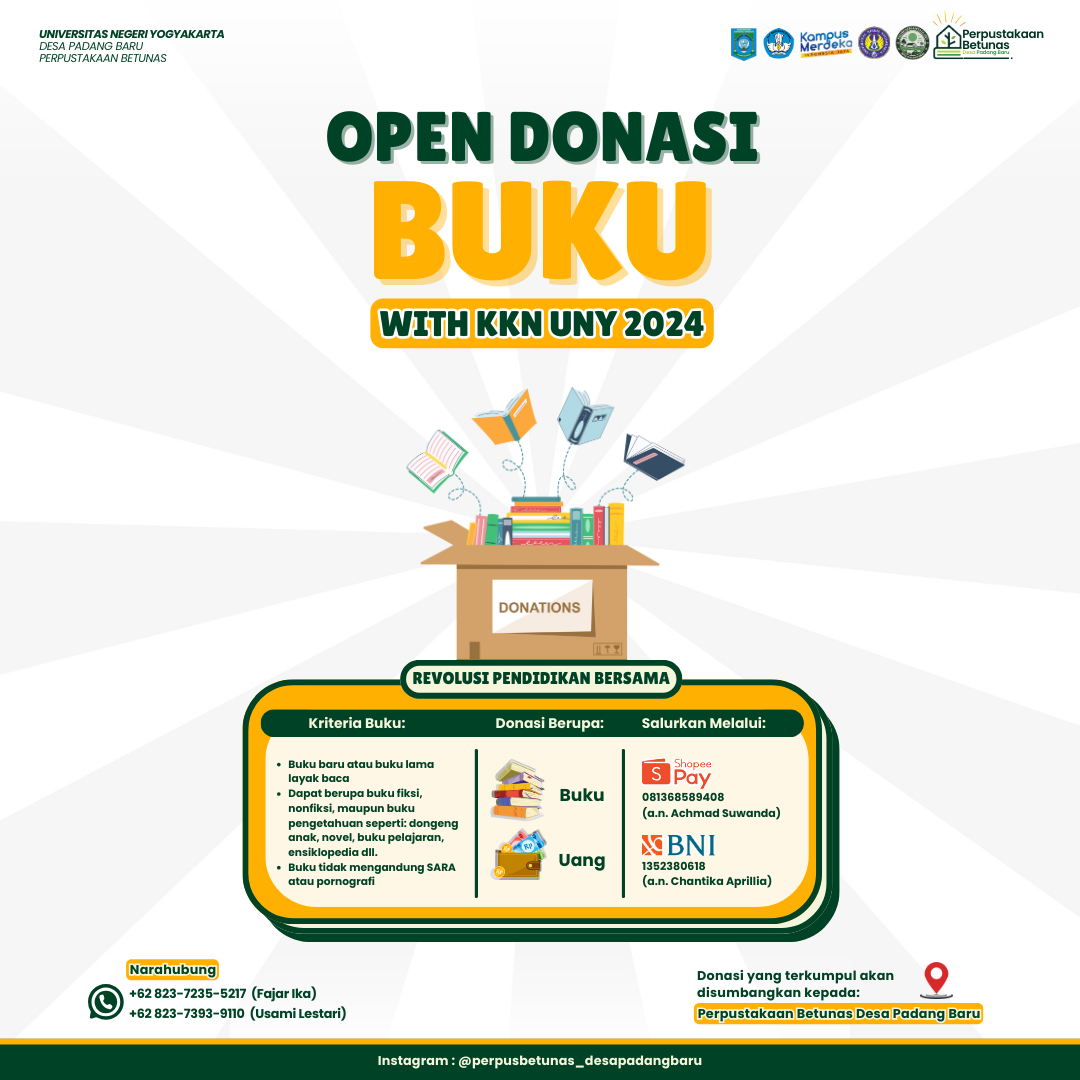 UNIVERSITAS NEGERI YOGYAKARTA
DESA PADANG BARU
PERPUSTAKAAN BETUNAS
Kampus
Merdeka
INDONESIA JAYA
Perpustakaan
Betunas
Desa Padang Baru
OPEN DONASI
BUKU
WITH KKN UNY 2024
DONATIONS
REVOLUSI PENDIDIKAN BERSAMA
Kriteria Buku:
• Buku baru atau buku lama
layak baca
• Dapat berupa buku fiksi,
nonfiksi, maupun buku
pengetahuan seperti: dongeng
anak, novel, buku pelajaran,
ensiklopedia dll.
• Buku tidak mengandung SARA
atau pornografi
Donasi Berupa:
Buku
Rp
Uang
Salurkan Melalui:
S Shopee
Pay
081368589408
(a.n. Achmad Suwanda)
BNI
1352380618
(a.n. Chantika Aprillia)
Narahubung
+62 823-7235-5217 (Fajar Ika)
+62 823-7393-9110 (Usami Lestari)
Donasi yang terkumpul akan
disumbangkan kepada:
Perpustakaan Betunas Desa Padang Baru
Instagram : @perpusbetunas_desapadangbaru